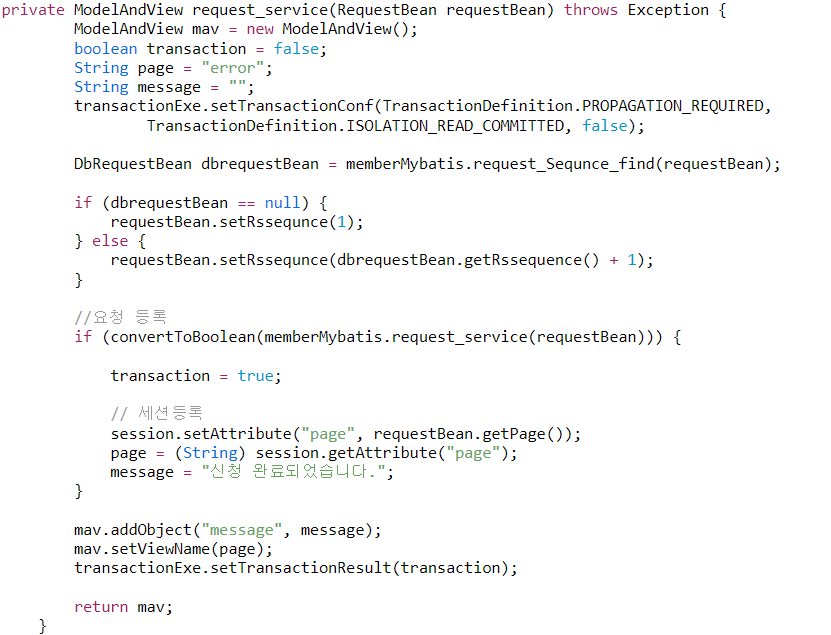 private ModelAndView request_service(RequestBean requestBean) throws Exception {
ModelAndView mav = new ModelAndView();
boolean transaction = false;
String page = "error";
String message = "";
transactionExe.setTransactionConf(TransactionDefinition.PROPAGATION_REQUIRED,
TransactionDefinition.ISOLATION_READ_COMMITTED, false);
DbRequestBean dbrequestBean = memberMybatis.request_Sequnce_find(requestBean);
if (dbrequestBean == null) {
requestBean.setRssequnce(1);
} else {
requestBean.setRssequnce(dbrequestBean.getRssequence() + 1);
}
//요청 등록
if (convertToBoolean(memberMybatis.request_service(requestBean))) {
transaction = true;
// 세션등록
session.setAttribute("page", requestBean.getPage());
page = (String) session.getAttribute("page");
message = "신청 완료되었습니다.";
}
mav.addObject("message", message);
mav.setViewName(page);
transactionExe.setTransactionResult(transaction);
return mav;
}